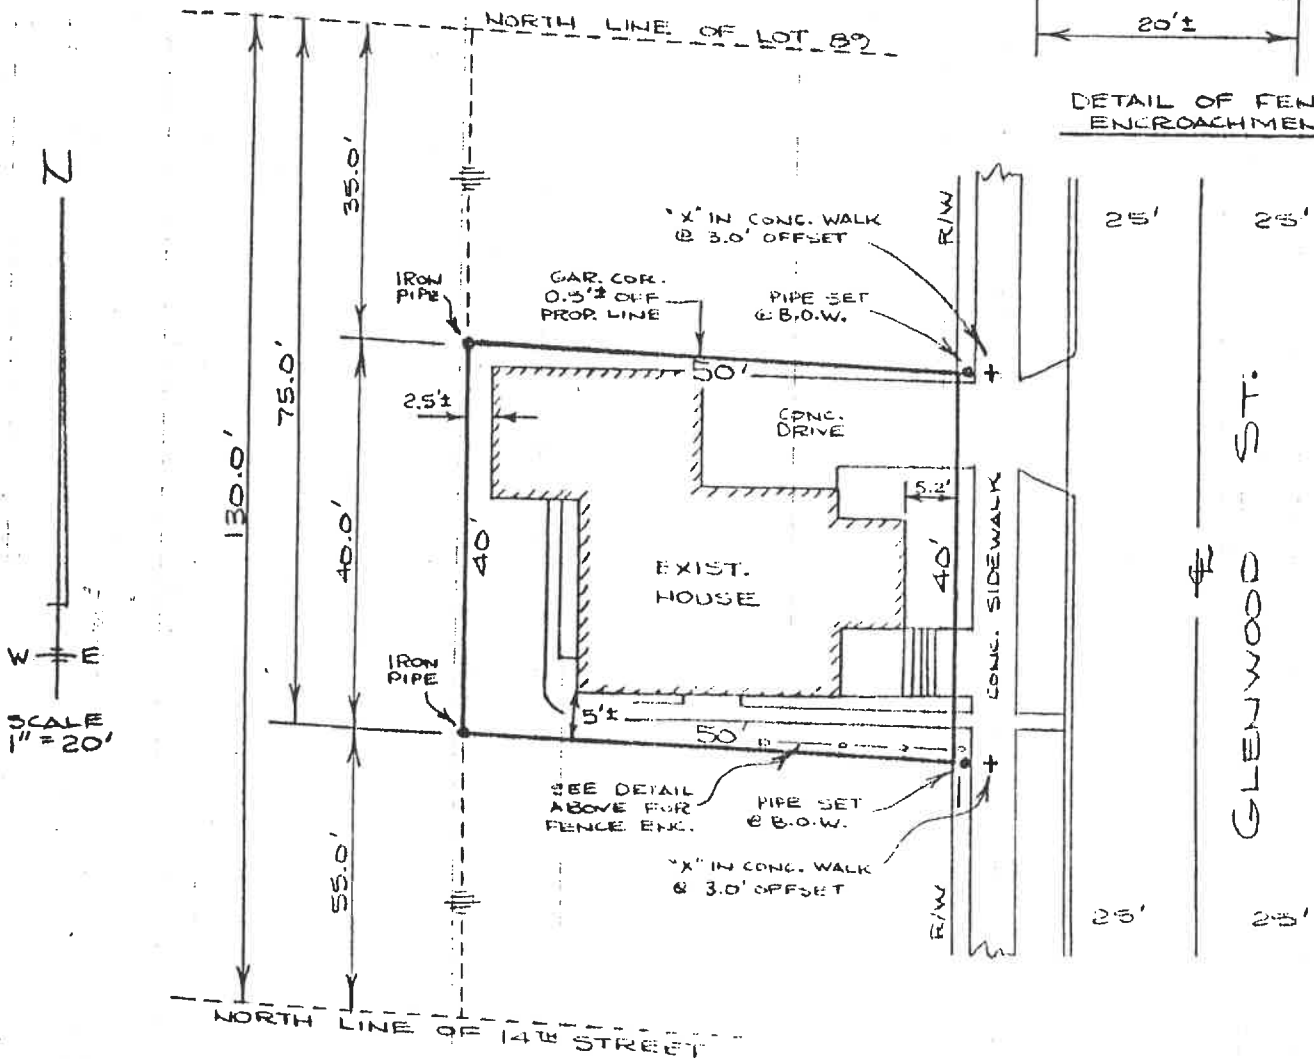 NORTH LINE OF LOT 89
20'±
DETAIL OF FEN
ENCROACHMEN
N
W E
SCALE
1" = 20'
130.0'
75.0'
35.0'
40.0'
55.0'
IRON
PIPE
GAR. COR.
0.5'± OFF
PROP. LINE
"X" IN CONC. WALK
@ 3.0' OFFSET
PIPE SET
@ B.O.W.
R/W
25'
25'
50'
2.5'±
CONC.
DRIVE
5.2'
40'
40'
EXIST.
HOUSE
CONC. SIDEWALK
GLENWOOD ST.
IRON
PIPE
5'±
50'
SEE DETAIL
ABOVE FOR
FENCE ENC.
PIPE SET
@ B.O.W.
"X" IN CONC. WALK
@ 3.0' OFFSET
R/W
25'
25'
NORTH LINE OF 14TH STREET